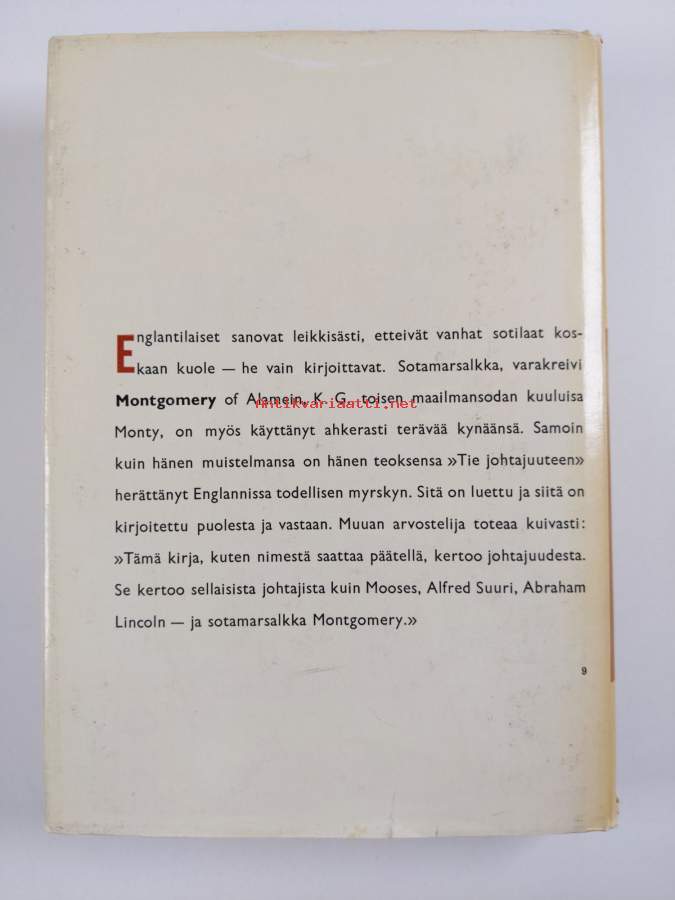 Englantilaiset sanovat leikkisästi, etteivät vanhat sotilaat kos-
kaan kuole — he vain kirjoittavat. Sotamarsalkka, varakreivi
Montgomery of Alamein, K. G., toisen maailmansodan kuuluisa
Antikvariaatti.net
Monty, on myös käyttänyt ahkerasti terävää kynäänsä. Samoin
kuin hänen muistelmansa on hänen teoksensa »Tie johtajuuteen»
herättänyt Englannissa todellisen myrskyn. Sitä on luettu ja siitä on
kirjoitettu puolesta ja vastaan. Muuan arvostelija toteaa kuivasti:
»Tämä kirja, kuten nimestä saattaa päätellä, kertoo johtajuudesta.
Se kertoo sellaisista johtajista kuin Mooses, Alfred Suuri, Abraham
Lincoln — ja sotamarsalkka Montgomery.»
9